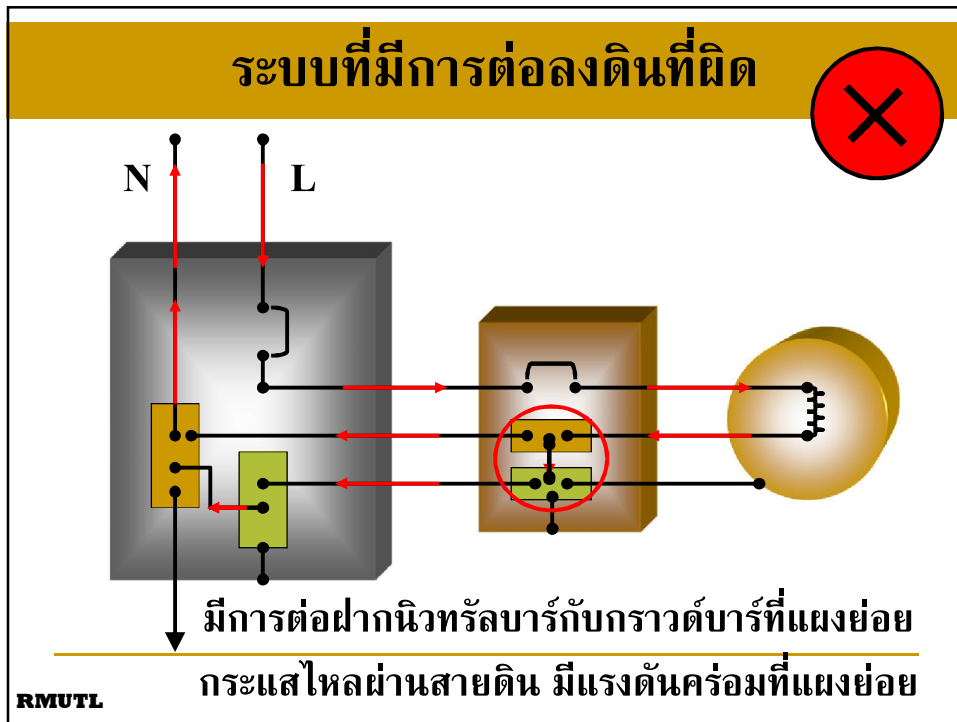 ระบบที่มีการต่อลงดินที่ผิด
N
L
มีการต่อฝากนิวทรัลบาร์กับกราวด์บาร์ที่แผงย่อย
กระแสไหลผ่านสายดิน มีแรงดันคร่อมที่แผงย่อย
RMUTL